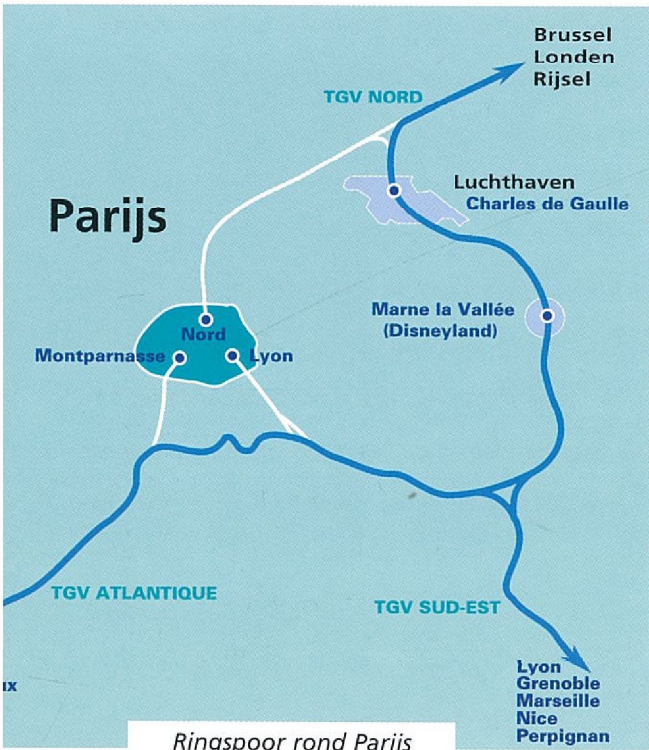 Brussel
Londen
Rijsel
TGV NORD
Luchthaven
Charles de Gaulle
Parijs
Marne la Vallée
(Disneyland)
Nord
Montparnasse
Lyon
TGV ATLANTIQUE
TGV SUD-EST
Lyon
Grenoble
Marseille
Nice
Perpignan
ux
Ringspoor rond Parijs